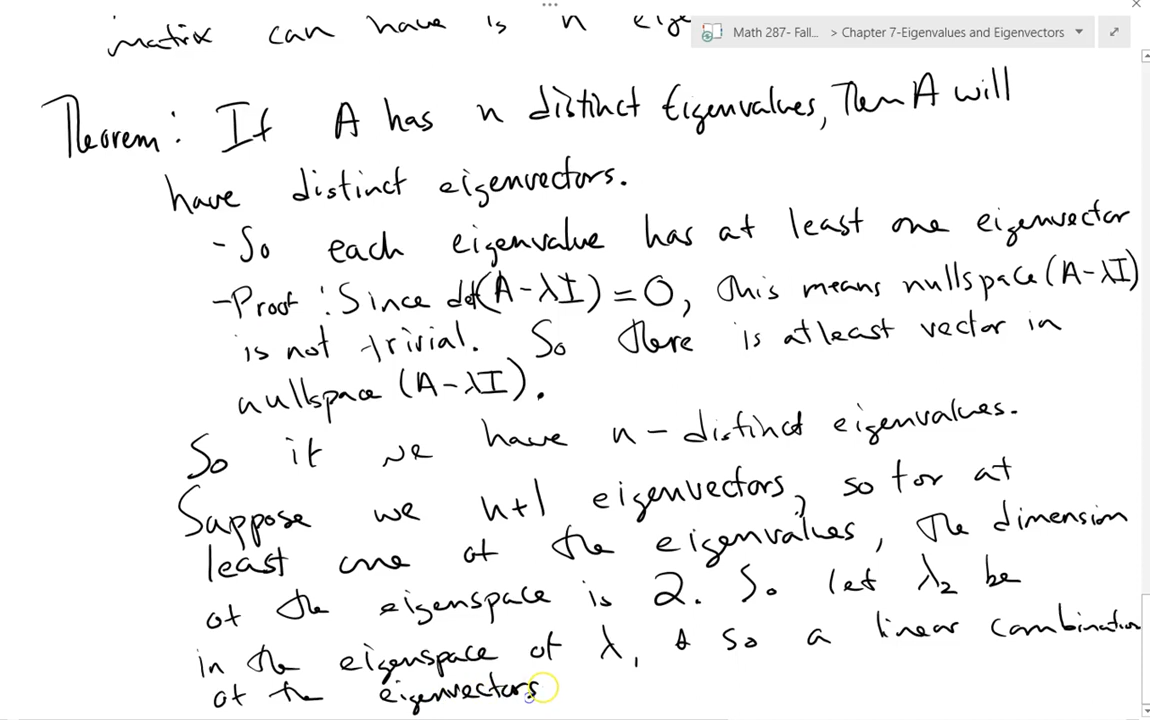 matrix can have is n eige
Math 287- Fall... > Chapter 7-Eigenvalues and Eigenvectors
Theorem: If A has n distinct Eigenvalues, Then A will
have distinct eigenvectors.
- So each eigenvalue has at least one eigenvector
- Proof: Since det(A-λI)=0, this means nullspace(A-λI)
is not trivial. So there is atleast vector in
nullspace (A-λI).
So if we have n-distinct eigenvalues.
Suppose we n+1 eigenvectors, so for at
least one of the eigenvalues, the dimension
of the eigenspace is 2. So let λ₂ be
in the eigenspace of λ, & so a linear combination
of the eigenvectors